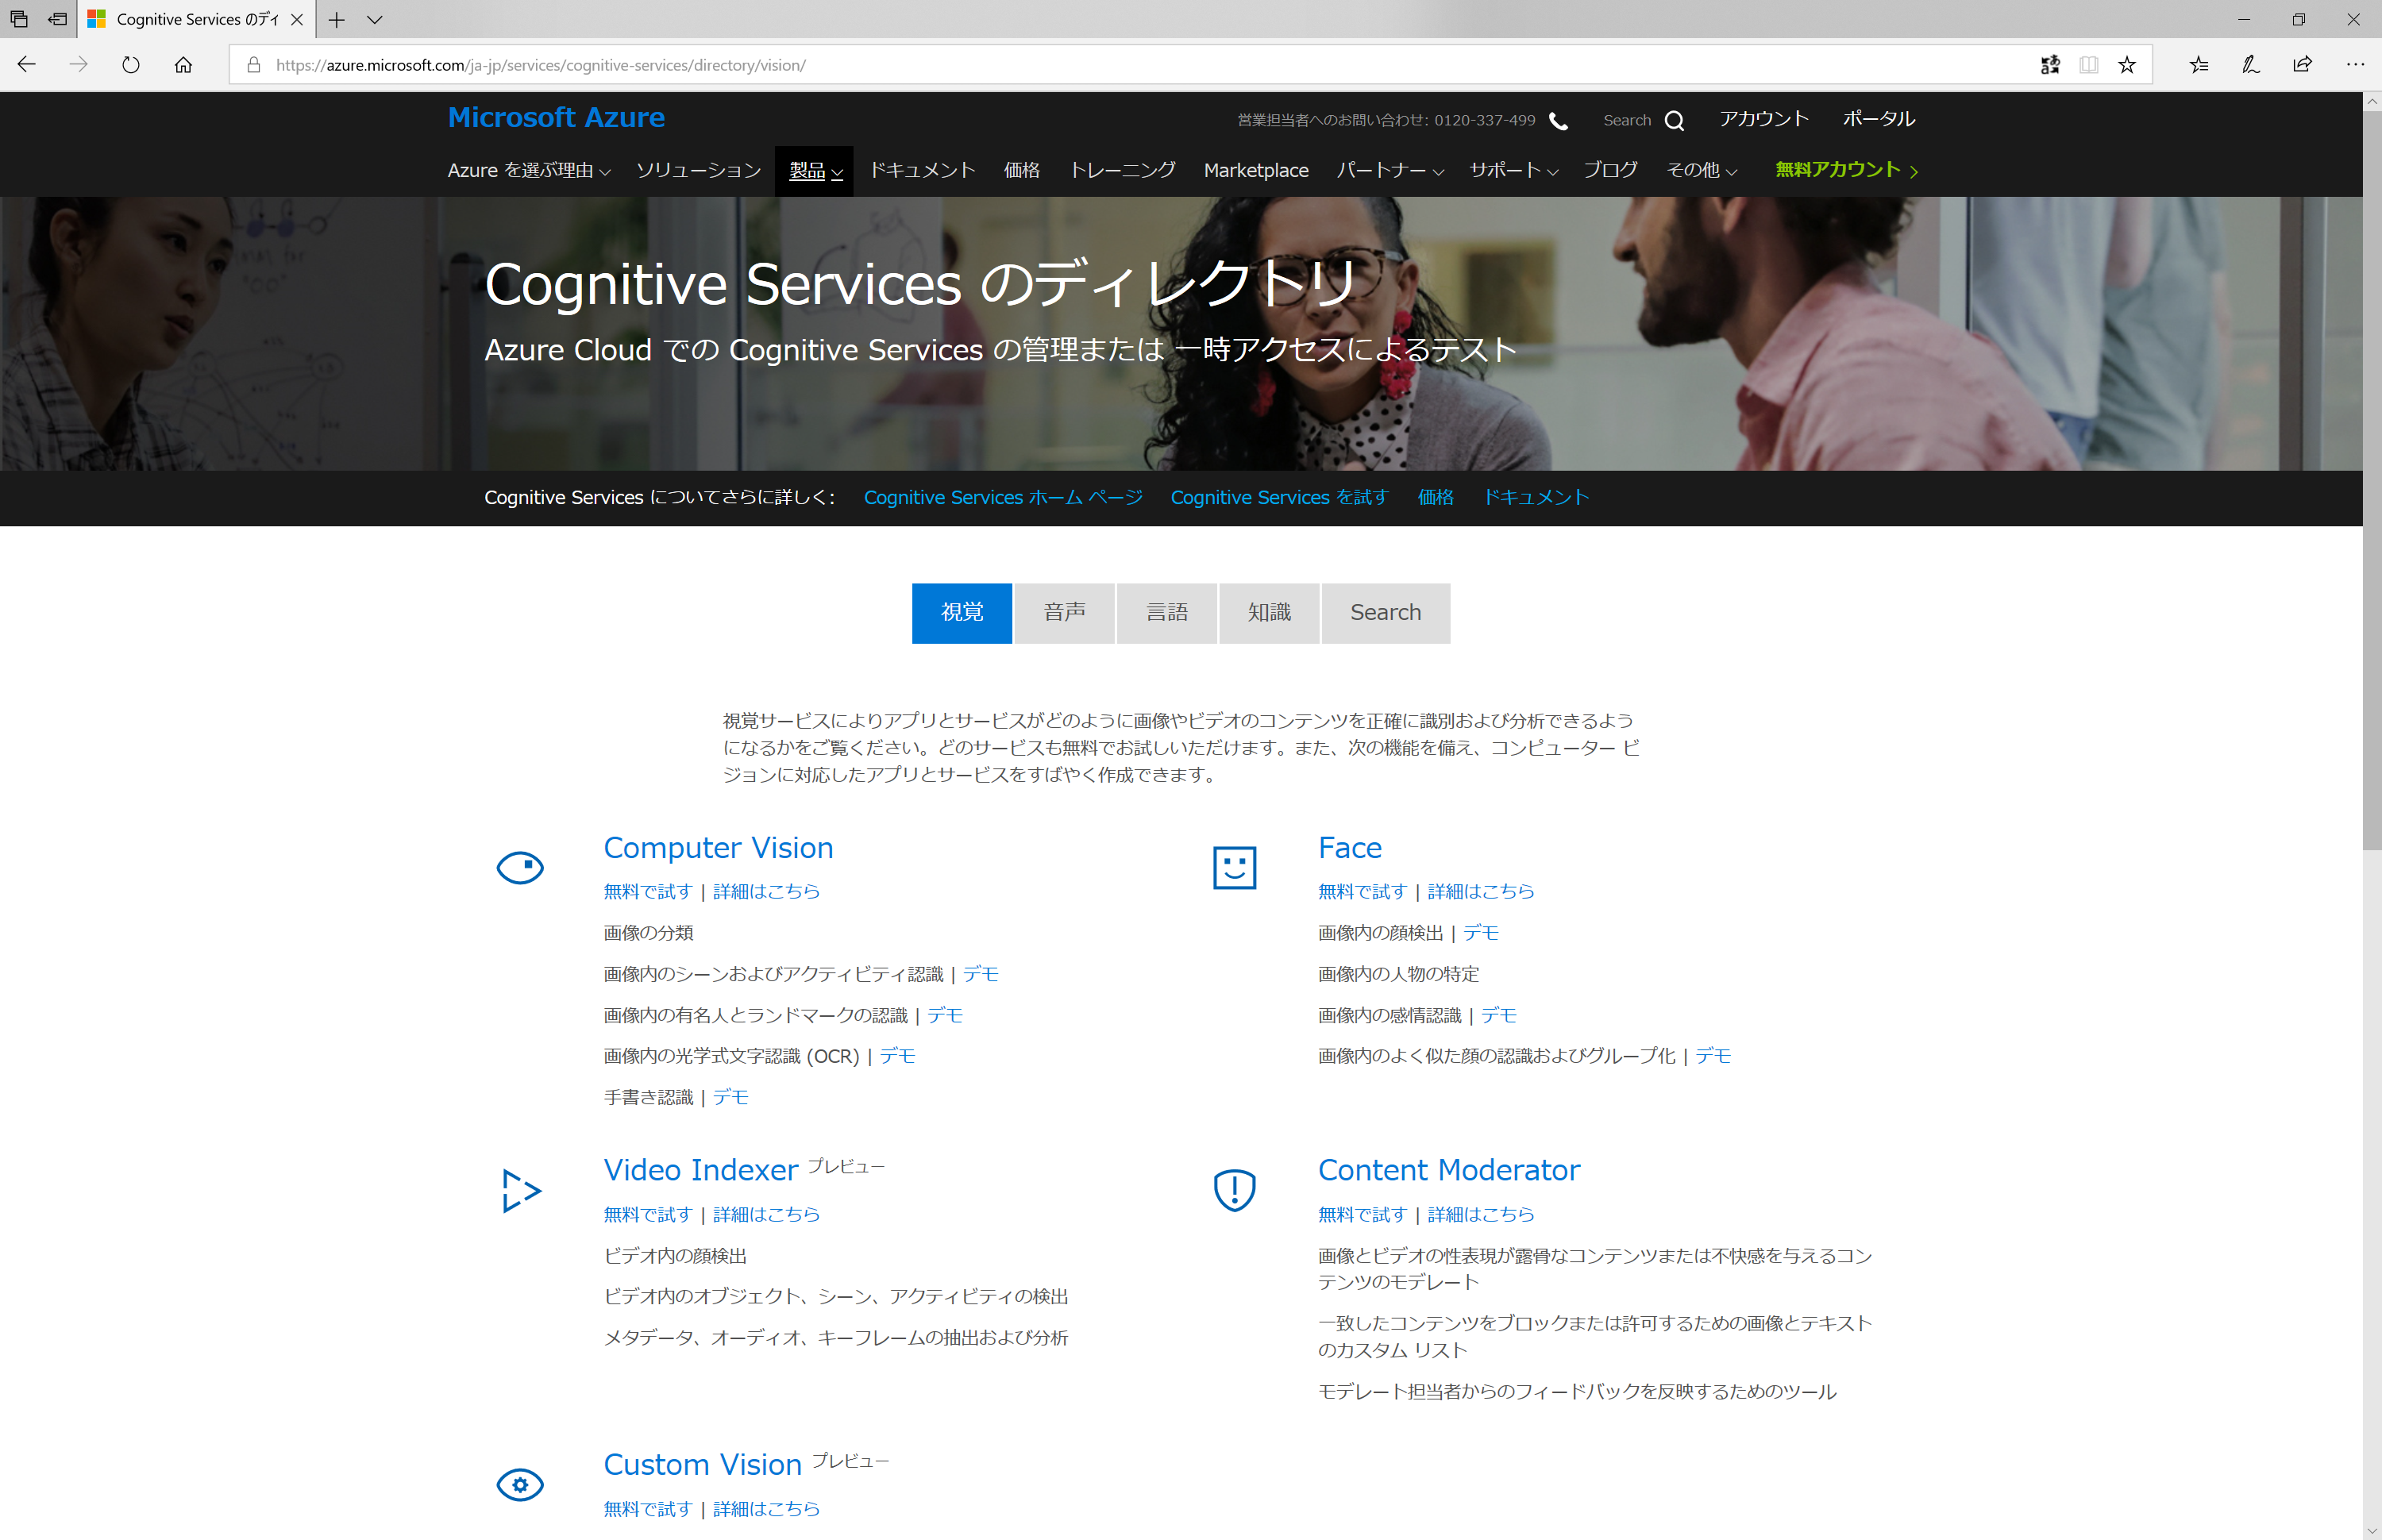 Cognitive Services のディ
https://azure.microsoft.com/ja-jp/services/cognitive-services/directory/vision/
Microsoft Azure
営業担当者へのお問い合わせ: 0120-337-499 Search アカウント ポータル
Azure を選ぶ理由 ソリューション 製品 ドキュメント 価格 トレーニング Marketplace パートナー サポート ブログ その他 無料アカウント
Cognitive Services のディレクトリ
Azure Cloud での Cognitive Services の管理または 一時アクセスによるテスト
Cognitive Services についてさらに詳しく: Cognitive Services ホーム ページ Cognitive Services を試す 価格 ドキュメント
視覚 音声 言語 知識 Search
視覚サービスによりアプリとサービスがどのように画像やビデオのコンテンツを正確に識別および分析できるよう
になるかをご覧ください。どのサービスも無料でお試しいただけます。また、次の機能を備え、コンピューター ビ
ジョンに対応したアプリとサービスをすばやく作成できます。
Computer Vision
無料で試す | 詳細はこちら
画像の分類
画像内のシーンおよびアクティビティ認識 | デモ
画像内の有名人とランドマークの認識 | デモ
画像内の光学式文字認識 (OCR) | デモ
手書き認識 | デモ
Face
無料で試す | 詳細はこちら
画像内の顔検出 | デモ
画像内の人物の特定
画像内の感情認識 | デモ
画像内のよく似た顔の認識およびグループ化 | デモ
Video Indexer プレビュー
無料で試す | 詳細はこちら
ビデオ内の顔検出
ビデオ内のオブジェクト、シーン、アクティビティの検出
メタデータ、オーディオ、キーフレームの抽出および分析
Content Moderator
無料で試す | 詳細はこちら
画像とビデオの性表現が露骨なコンテンツまたは不快感を与えるコン
テンツのモデレート
一致したコンテンツをブロックまたは許可するための画像とテキスト
のカスタム リスト
モデレート担当者からのフィードバックを反映するためのツール
Custom Vision プレビュー
無料で試す | 詳細はこちら